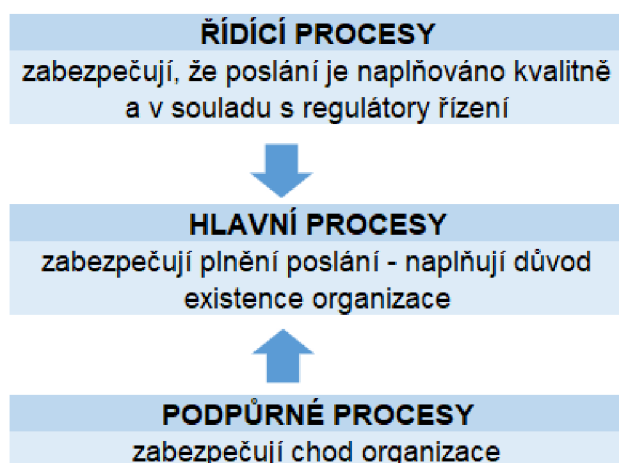 ŘÍDÍCÍ PROCESY
zabezpečují, že poslání je naplňováno kvalitně
a v souladu s regulátory řízení
HLAVNÍ PROCESY
zabezpečují plnění poslání - naplňují důvod
existence organizace
PODPŮRNÉ PROCESY
zabezpečují chod organizace